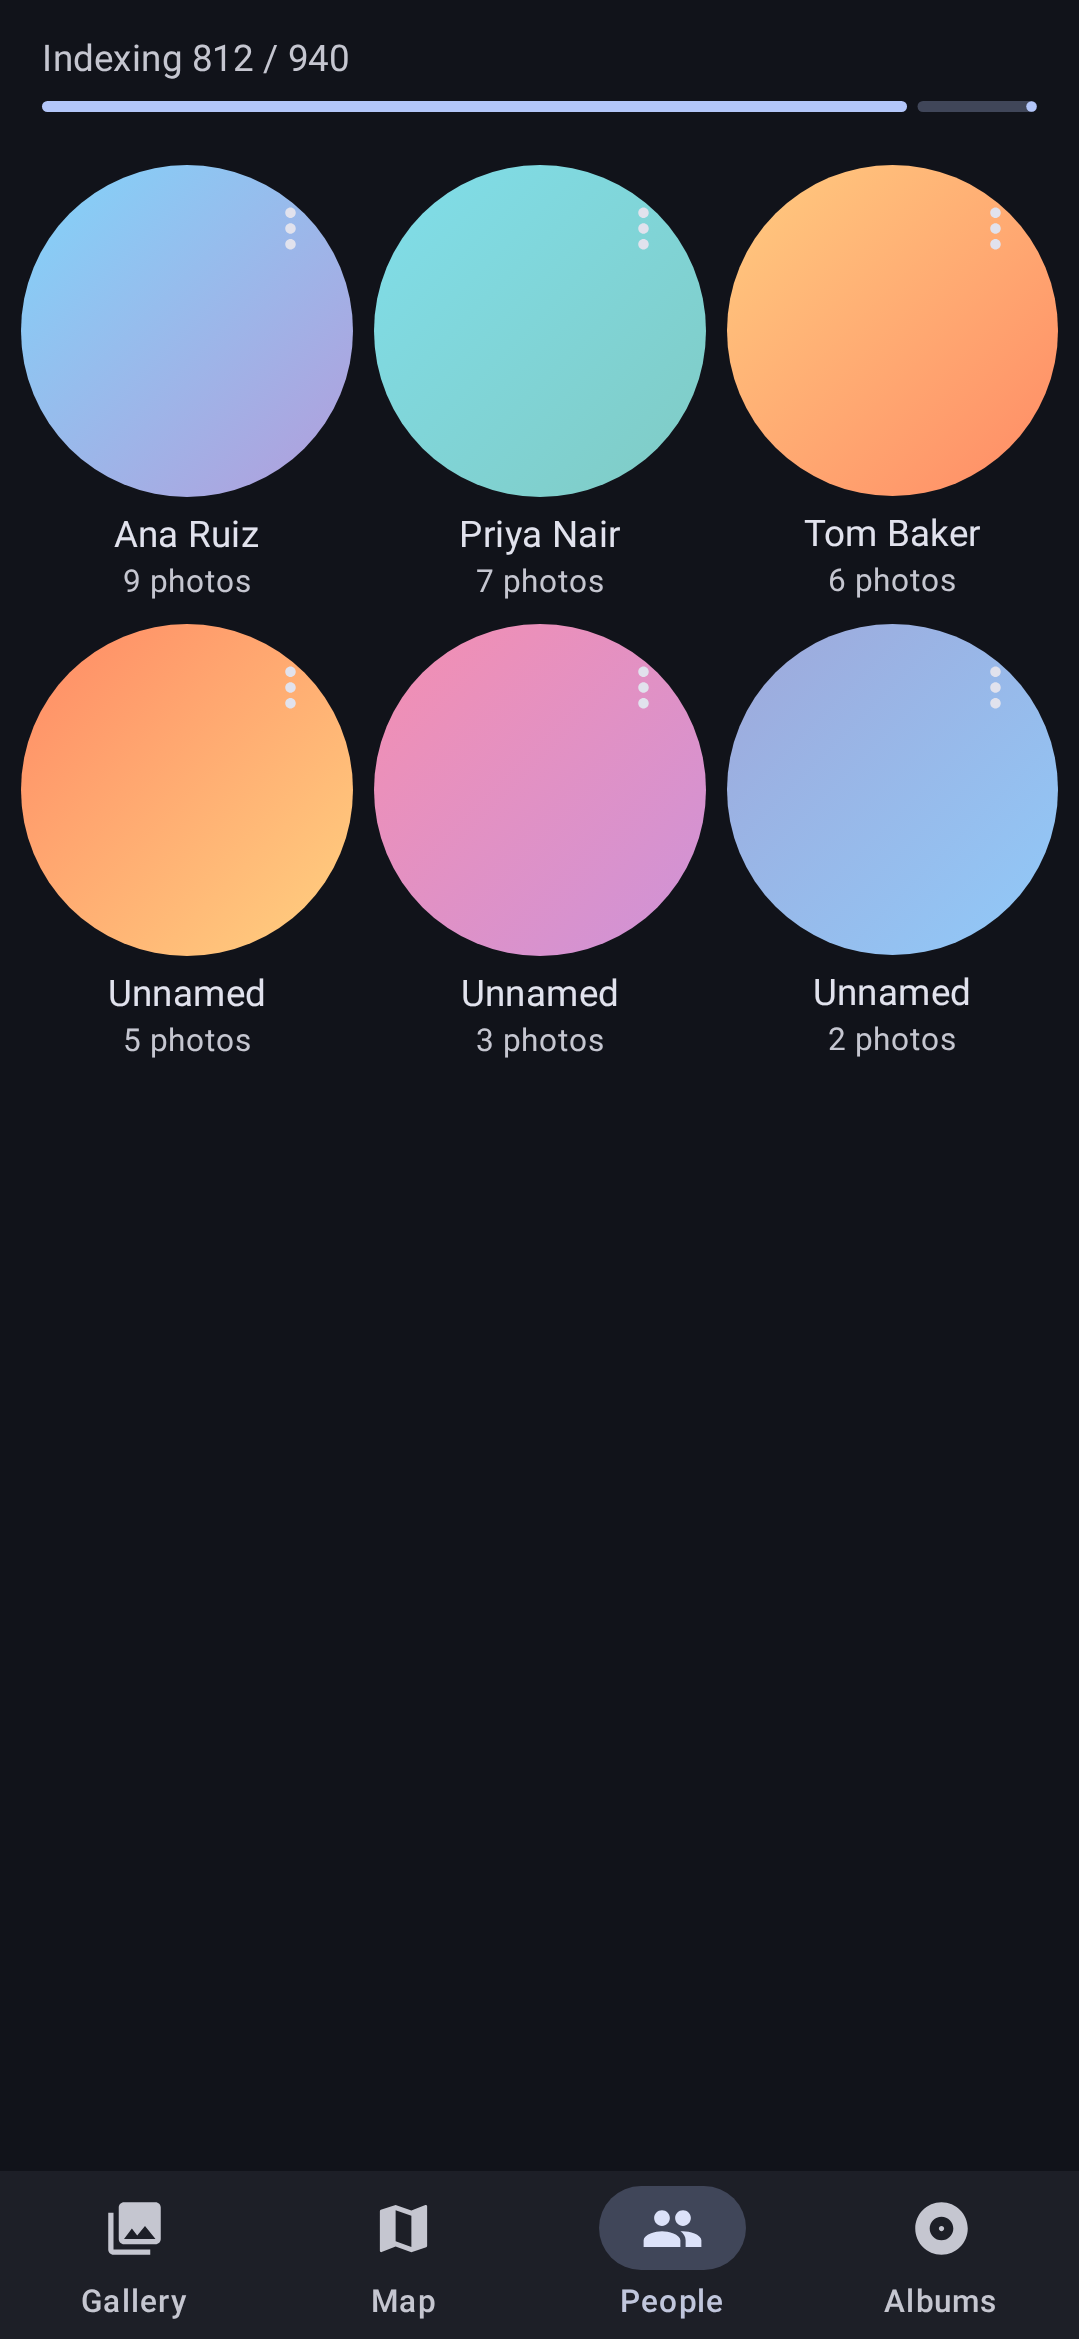 Indexing 812 / 940
Ana Ruiz
9 photos
Priya Nair
7 photos
Tom Baker
6 photos
Unnamed
5 photos
Unnamed
3 photos
Unnamed
2 photos
Gallery
Map
People
Albums